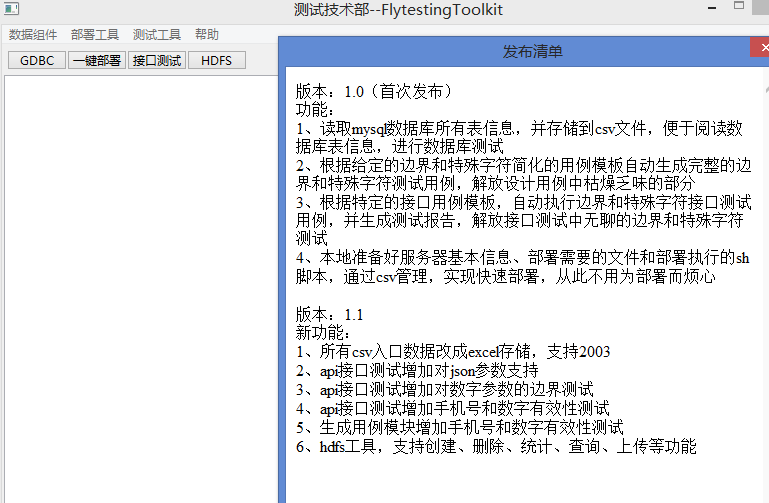 测试技术部--FlytestingToolkit
数据组件 部署工具 测试工具 帮助
GDBC 一键部署 接口测试 HDFS
发布清单
版本：1.0（首次发布）
功能：
1、读取mysql数据库所有表信息，并存储到csv文件，便于阅读数
据库表信息，进行数据库测试
2、根据给定的边界和特殊字符简化的用例模板自动生成完整的边
界和特殊字符测试用例，解放设计用例中枯燥乏味的部分
3、根据特定的接口用例模板，自动执行边界和特殊字符接口测试
用例，并生成测试报告，解放接口测试中无聊的边界和特殊字符
测试
4、本地准备好服务器基本信息、部署需要的文件和部署执行的sh
脚本，通过csv管理，实现快速部署，从此不用为部署而烦心
版本：1.1
新功能：
1、所有csv入口数据改成excel存储，支持2003
2、api接口测试增加对json参数支持
3、api接口测试增加对数字参数的边界测试
4、api接口测试增加手机号和数字有效性测试
5、生成用例模块增加手机号和数字有效性测试
6、hdfs工具，支持创建、删除、统计、查询、上传等功能